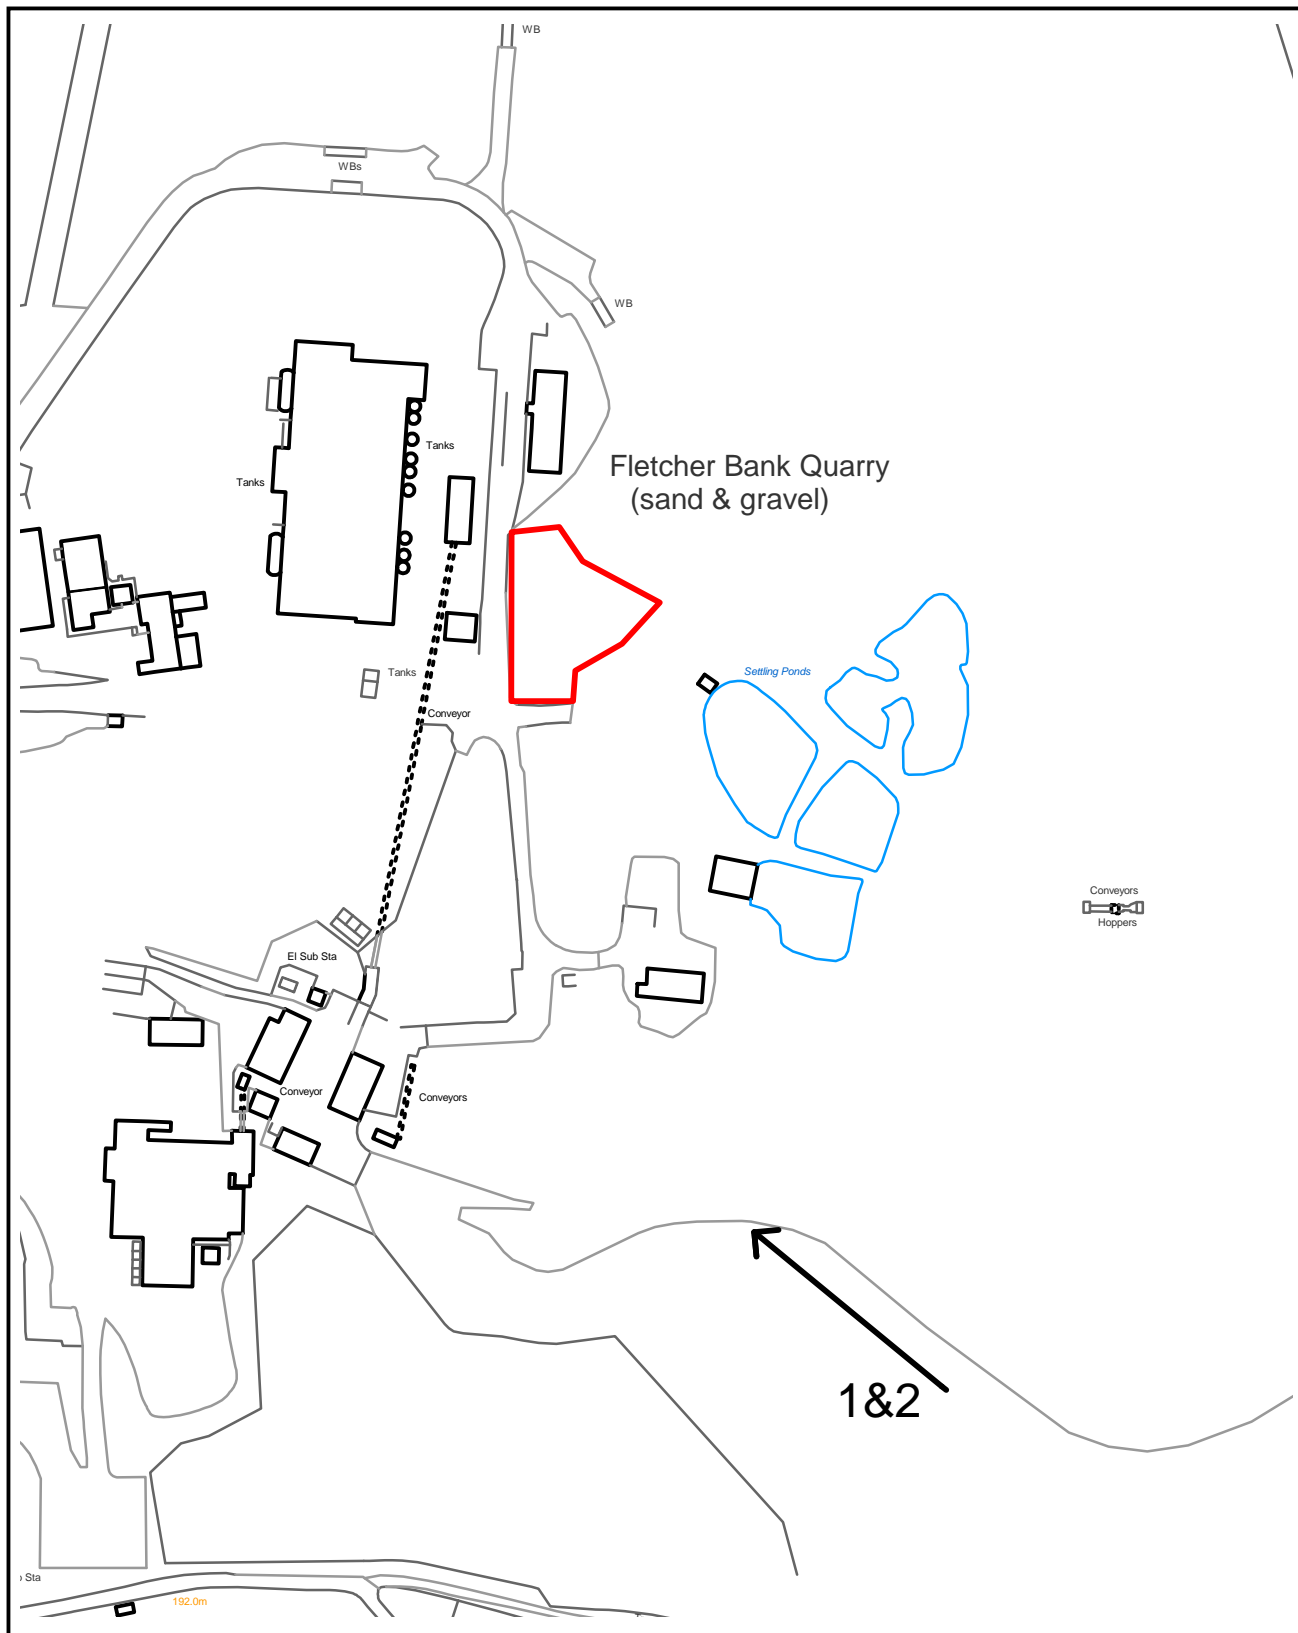 WB
WBs
WB
Tanks
Fletcher Bank Quarry
(sand & gravel)
Tanks
Settling Ponds
Tanks
Conveyor
Conveyors
Hoppers
El Sub Sta
Conveyor
Conveyors
1&2
Sta
192.0m